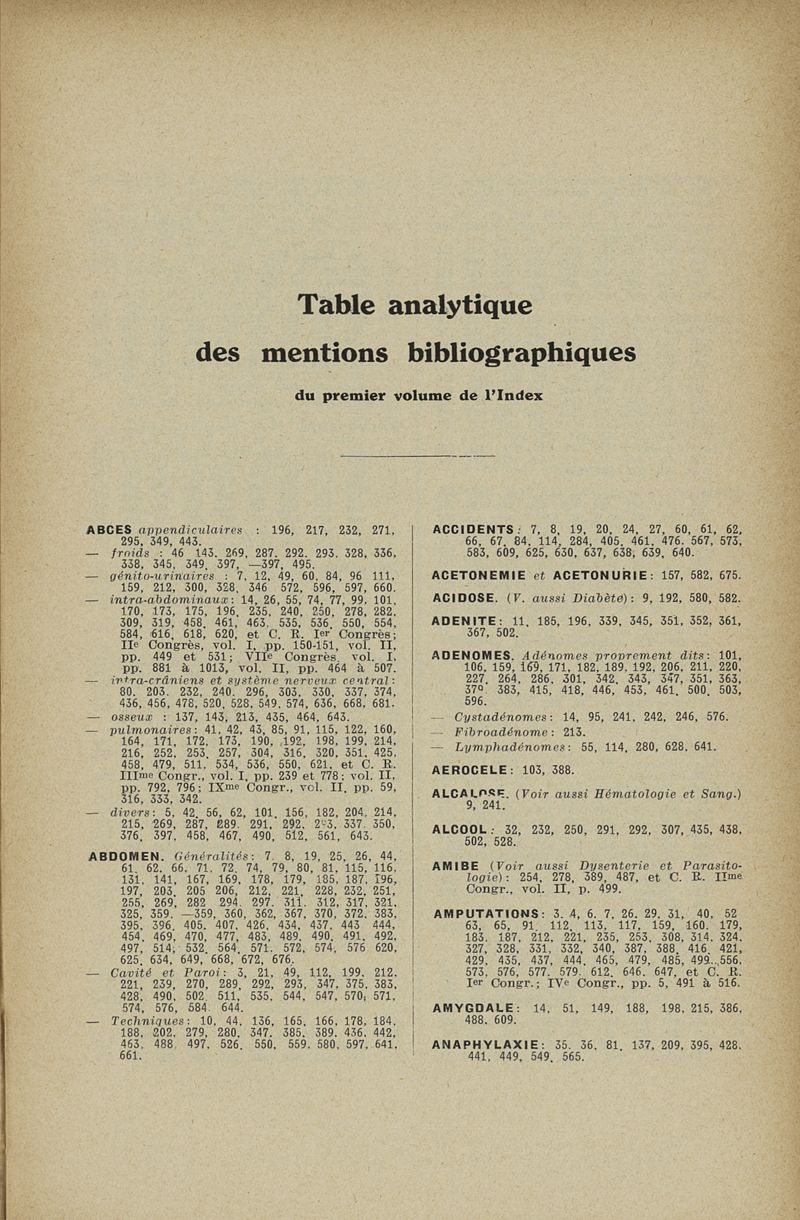 Table analytique
des mentions bibliographiques
du premier volume de l'Index
ABCES appendiculaires : 196, 217, 232, 271,
295, 349, 443.
— froids : 46 143. 269, 287. 292. 293. 328, 336,
338, 345, 349, 397, —397, 495.
— génito-urinaires : 7, 12, 49, 60, 84, 96 111,
159, 212, 300, 328, 346 572, 596, 597, 660.
— intra-abdominaux : 14, 26, 55, 74, 77, 99, 101,
170, 173, 175, 196, 235, 240, 250, 278, 282,
309, 319, 458, 461, 463, 535, 536, 550, 554,
584, 616, 618, 620, et C. R. Ier Congrès;
IIe Congrès, vol. I, pp. 150-151, vol. II,
pp. 449 et 531; VIIe Congrès, vol. I,
pp. 881 à 1013, vol. II, pp. 464 à 507.
— intra-crâniens et système nerveux central :
80, 203, 232, 240, 296, 303, 330, 337, 374,
436, 456, 478, 520, 528, 549, 574, 636, 668, 681.
— osseux : 137, 143, 213, 435, 464, 643.
— pulmonaires : 41, 42, 43, 85, 91, 115, 122, 160,
164, 171, 172, 173, 190, 192, 198, 199, 214,
216, 252, 253, 257, 304, 316, 320, 351, 425,
458, 479, 511, 534, 536, 550, 621, et C. R.
IIIme Congr., vol. I, pp. 239 et 778; vol. II,
pp. 792, 796; IXme Congr., vol. II, pp. 59,
316, 333, 342.
— divers : 5, 42, 56, 62, 101, 156, 182, 204, 214,
215, 269, 287, 289, 291, 292, 337, 350,
376, 397, 458, 467, 490, 512, 561, 643.
ABDOMEN. Généralités : 7, 8, 19, 25, 26, 44,
61, 62, 66, 71, 72, 74, 79, 80, 81, 115, 116,
131, 141, 167, 169, 178, 179, 185, 187, 196,
197, 203, 205 206, 212, 221, 228, 232, 251,
255, 269, 282 294, 297, 311, 312, 317, 321,
325, 359, —359, 360, 362, 367, 370, 372, 383,
395, 396, 405, 407, 426, 434, 437, 443 444,
454, 469, 470, 477, 483, 489, 490, 491, 492,
497, 514, 532, 564, 571, 572, 574, 576 620,
625, 634, 649, 668, 672, 676.
— Cavité et Paroi : 3, 21, 49, 112, 199, 212,
221, 239, 270, 289, 292, 293, 347, 375, 383,
428, 490, 502, 511, 535, 544, 547, 570, 571,
574, 576, 584 644.
— Techniques : 10, 44, 136, 165, 166, 178, 184,
188, 202, 279, 280, 347, 385, 389, 436, 442,
463, 488 497, 526, 550, 559, 580, 597, 641,
661.
ACCIDENTS : 7, 8, 19, 20, 24, 27, 60, 61, 62,
66, 67, 84, 114, 284, 405, 461, 476, 567, 573,
583, 609, 625, 630, 637, 638, 639, 640.
ACETONEMIE et ACETONURIE : 157, 582, 675.
ACIDOSE. (V. aussi Diabète) : 9, 192, 580, 582.
ADENITE : 11, 185, 196, 339, 345, 351, 352, 361,
367, 502.
ADENOMES. Adénomes proprement dits : 101,
106, 159, 169, 171, 182, 189, 192, 206, 211, 220,
227, 264, 286, 301, 342, 343, 347, 351, 363,
383, 415, 418, 446, 453, 461, 500, 503,
596.
— Cystadénomes : 14, 95, 241, 242, 246, 576.
— Fibroadénome : 213.
— Lymphadénomes : 55, 114, 280, 628, 641.
AEROCELE : 103, 388.
ALCALOSE. (Voir aussi Hématologie et Sang.)
9, 241.
ALCOOL : 32, 232, 250, 291, 292, 307, 435, 438,
502, 528.
AMIBE (Voir aussi Dysenterie et Parasito-
logie) : 254, 278, 389, 487, et C. R. IIme
Congr., vol. II, p. 499.
AMPUTATIONS : 3, 4, 6, 7, 26, 29, 31, 40, 52
63, 65, 91, 112, 113, 117, 159, 160, 179,
183, 187, 212, 221, 235, 253, 308, 314, 324,
327, 328, 331, 332, 340, 387, 388, 416, 421,
429, 435, 437, 444, 465, 479, 485, 499, 556,
573, 576, 577, 579, 612, 646, 647, et C. R.
Ier Congr.; IVe Congr., pp. 5, 491 à 516.
AMYGDALE : 14, 51, 149, 188, 198, 215, 386,
488, 609.
ANAPHYLAXIE : 35, 36, 81, 137, 209, 395, 428,
441, 449, 549, 565.